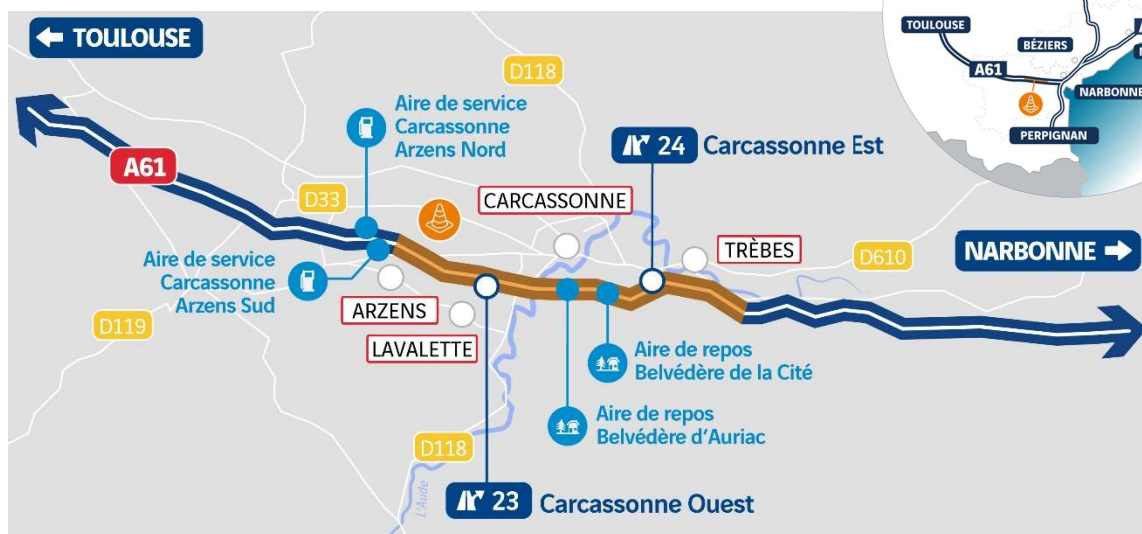 ← TOULOUSE
TOULOUSE
BÉZIERS
A61
NARBONNE
PERPIGNAN
D118
Aire de service
Carcassonne
Arzens Nord
24 Carcassonne Est
A61
D33
CARCASSONNE
TRÈBES
NARBONNE →
D610
Aire de service
Carcassonne
Arzens Sud
ARZENS
D119
LAVALETTE
Aire de repos
Belvédère de la Cité
Aire de repos
Belvédère d'Auriac
D118
L'Aude
23 Carcassonne Ouest